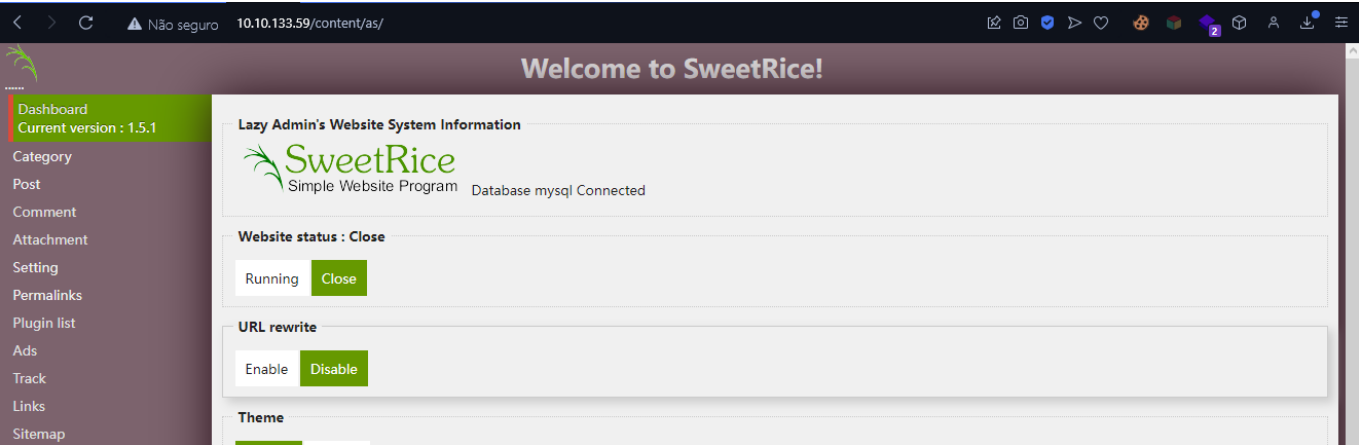 Não seguro 10.10.133.59/content/as/
2
Welcome to SweetRice!
Dashboard
Current version : 1.5.1
Category
Post
Comment
Attachment
Setting
Permalinks
Plugin list
Ads
Track
Links
Sitemap
Lazy Admin's Website System Information
SweetRice
Simple Website Program Database mysql Connected
Website status : Close
Running Close
URL rewrite
Enable Disable
Theme